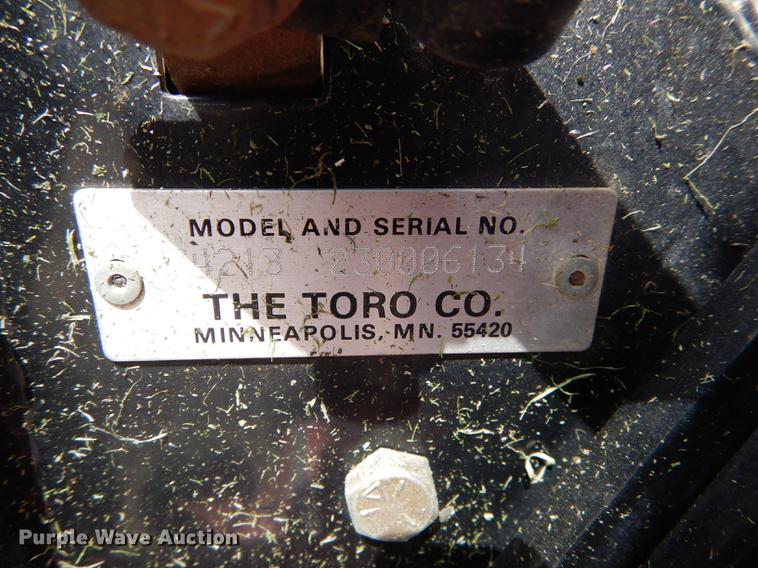 MODEL AND SERIAL NO.
230006134
THE TORO CO.
MINNEAPOLIS, MN. 55420
Purple Wave Auction®